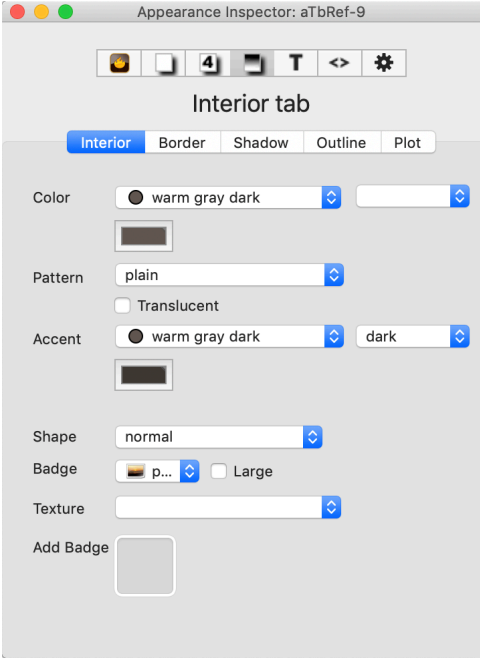 Appearance Inspector: aTbRef-9
4 T <>
Interior tab
Interior Border Shadow Outline Plot
Color warm gray dark
Pattern plain
Translucent
Accent warm gray dark dark
Shape normal
Badge p... Large
Texture
Add Badge